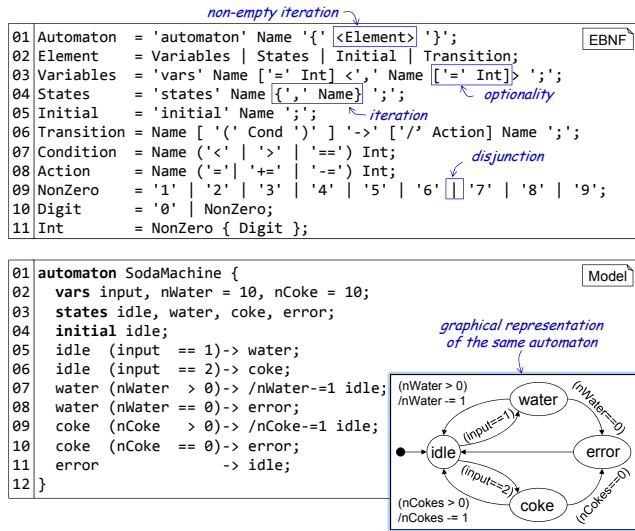 non-empty iteration
EBNF
01 Automaton = 'automaton' Name '{' <Element> '}';
02 Element = Variables | States | Initial | Transition;
03 Variables = 'vars' Name ['=' Int] <',' Name ['=' Int]> ';';
04 States = 'states' Name {',' Name} ';';
optionality
05 Initial = 'initial' Name ';';
iteration
06 Transition = Name [ '(' Cond ')' ] '->' ['/' Action] Name ';';
07 Condition = Name ('<' | '>' | '==') Int;
disjunction
08 Action = Name ('='| '+=' | '-=') Int;
09 NonZero = '1' | '2' | '3' | '4' | '5' | '6' | '7' | '8' | '9';
10 Digit = '0' | NonZero;
11 Int = NonZero { Digit };
Model
01 automaton SodaMachine {
02 vars input, nWater = 10, nCoke = 10;
03 states idle, water, coke, error;
04 initial idle;
05 idle (input == 1)-> water;
06 idle (input == 2)-> coke;
07 water (nWater > 0)-> /nWater-=1 idle;
08 water (nWater == 0)-> error;
09 coke (nCoke > 0)-> /nCoke-=1 idle;
10 coke (nCoke == 0)-> error;
11 error -> idle;
12 }
graphical representation
of the same automaton
(nWater > 0)
/nWater -= 1
water
(nWater==0)
(input==1)
idle
error
(input==2)
(nCokes > 0)
/nCokes -= 1
coke
(nCokes==0)